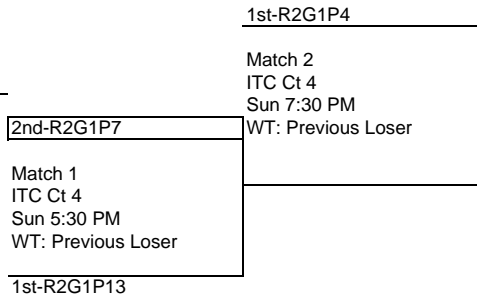 1st-R2G1P4
Match 2
ITC Ct 4
Sun 7:30 PM
WT: Previous Loser
2nd-R2G1P7
Match 1
ITC Ct 4
Sun 5:30 PM
WT: Previous Loser
1st-R2G1P13